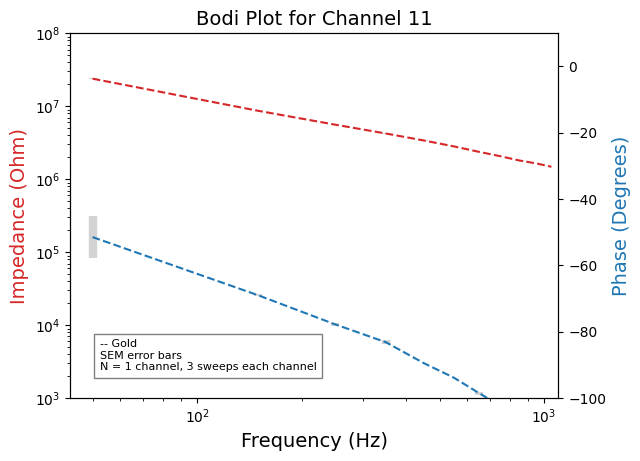 Bodi Plot for Channel 11
10^8
10^7
10^6
10^5
10^4
10^3
Impedance (Ohm)
0
−20
−40
−60
−80
−100
Phase (Degrees)
-- Gold
SEM error bars
N = 1 channel, 3 sweeps each channel
10^2
10^3
Frequency (Hz)